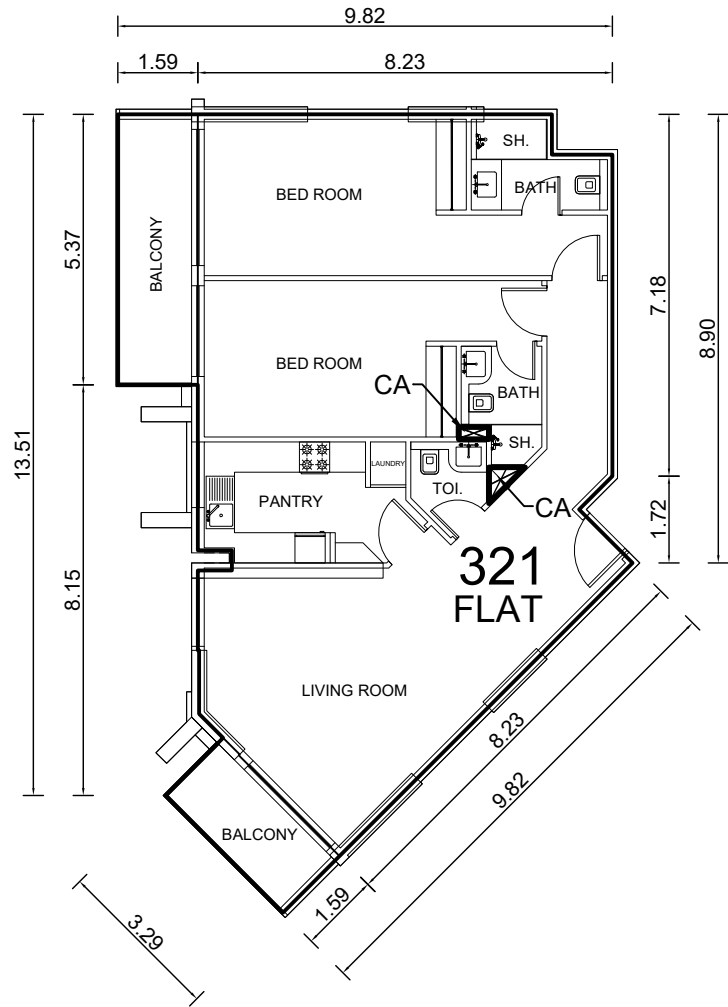 9.82
1.59
8.23
SH.
BATH
BED ROOM
BALCONY
5.37
7.18
8.90
13.51
BED ROOM
BATH
CA
SH.
LAUNDRY
TOI.
PANTRY
CA
1.72
321
FLAT
8.15
LIVING ROOM
8.23
9.82
BALCONY
1.59
3.29